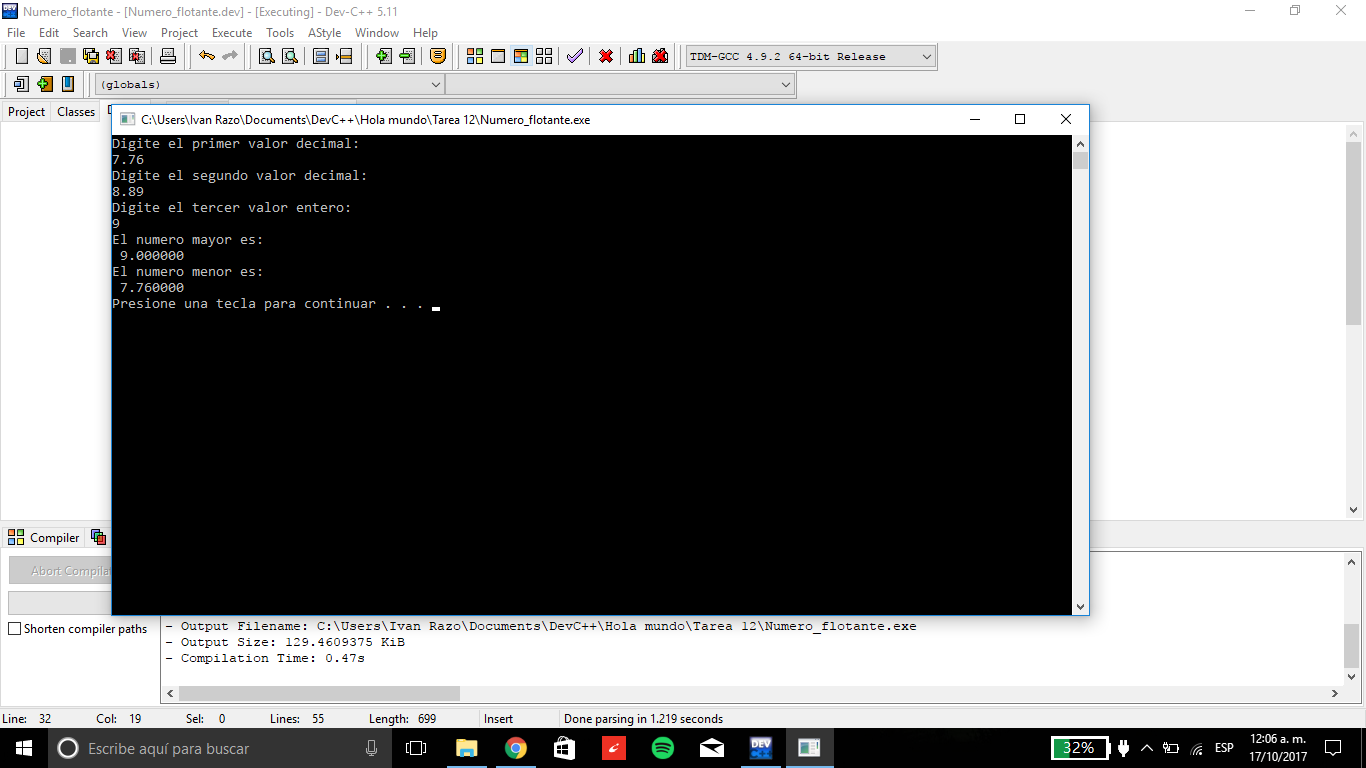 Numero_flotante - [Numero_flotante.dev] - [Executing] - Dev-C++ 5.11
File Edit Search View Project Execute Tools AStyle Window Help
TDM-GCC 4.9.2 64-bit Release
(globals)
Project Classes
C:\Users\Ivan Razo\Documents\DevC++\Hola mundo\Tarea 12\Numero_flotante.exe
Digite el primer valor decimal:
7.76
Digite el segundo valor decimal:
8.89
Digite el tercer valor entero:
9
El numero mayor es:
9.000000
El numero menor es:
7.760000
Presione una tecla para continuar . . .
Compiler
Abort Compila
Shorten compiler paths
- Output Filename: C:\Users\Ivan Razo\Documents\DevC++\Hola mundo\Tarea 12\Numero_flotante.exe
- Output Size: 129.4609375 KiB
- Compilation Time: 0.47s
Line: 32 Col: 19 Sel: 0 Lines: 55 Length: 699 Insert Done parsing in 1.219 seconds
Escribe aquí para buscar
DEV
32%
ESP
12:06 a. m.
17/10/2017